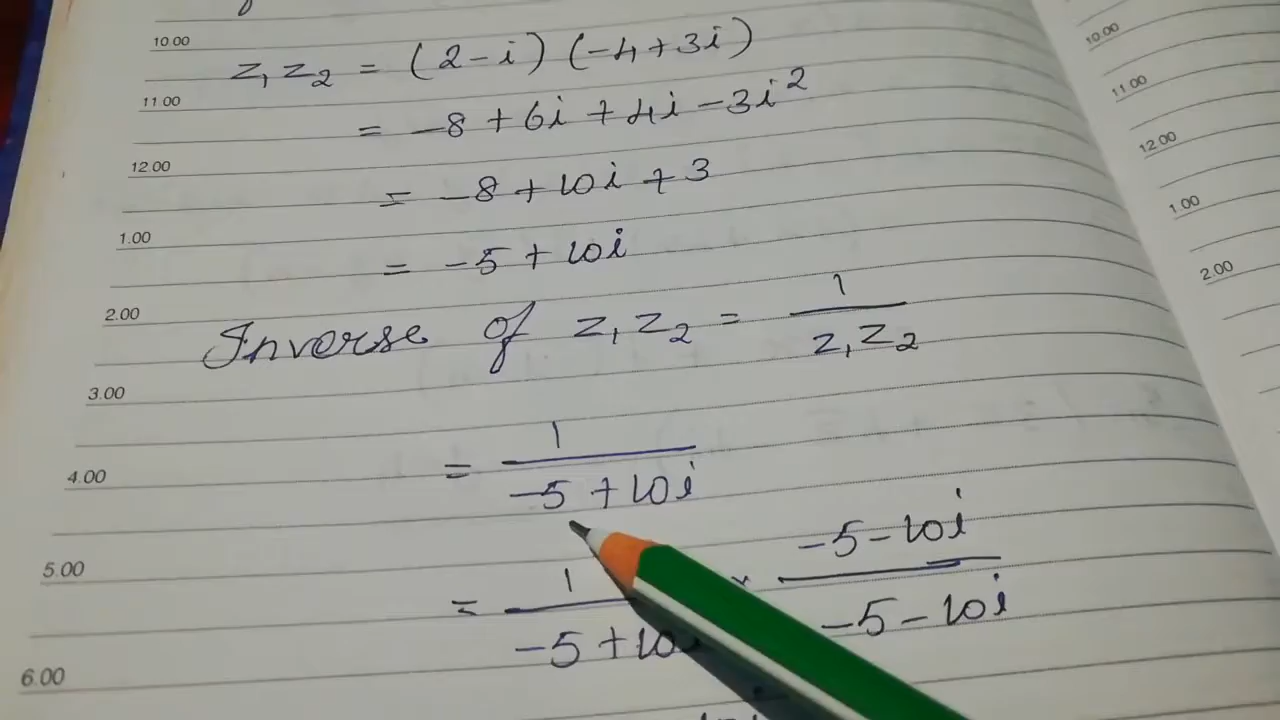 10.00
z₁z₂ = (2-i) (-4+3i)
11.00
= -8 + 6i + 4i - 3i²
12.00
= -8 + 10i + 3
1.00
= -5 + 10i
2.00
Inverse of z₁z₂ = 1/(z₁z₂)
3.00
= 1/(-5 + 10i)
4.00
5.00
= 1/(-5 + 10 × (-5 - 10i)/(-5 - 10i)
6.00
10.00
11.00
12.00
1.00
2.00